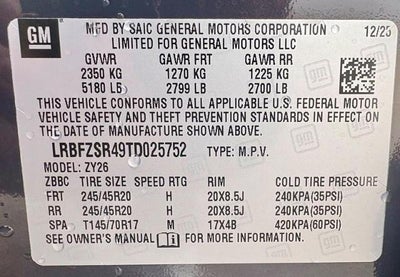 GM
MFD BY SAIC GENERAL MOTORS CORPORATION 12/25
LIMITED FOR GENERAL MOTORS LLC
GVWR GAWR FRT GAWR RR
2350 KG 1270 KG 1225 KG
5180 LB 2799 LB 2700 LB
THIS VEHICLE CONFORMS TO ALL APPLICABLE U.S. FEDERAL MOTOR
VEHICLE SAFETY AND THEFT PREVENTION STANDARDS IN EFFECT ON
THE DATE OF MANUFACTURE SHOWN ABOVE.
LRBFZSR49TD025752 TYPE: M.P.V.
MODEL: ZY26
ZBBC TIRE SIZE SPEED RTG RIM COLD TIRE PRESSURE
FRT 245/45R20 H 20X8.5J 240KPA(35PSI)
RR 245/45R20 H 20X8.5J 240KPA(35PSI)
SPA T145/70R17 M 17X4B 420KPA(60PSI)
SEE OWNER'S MANUAL FOR MORE INFORMATION